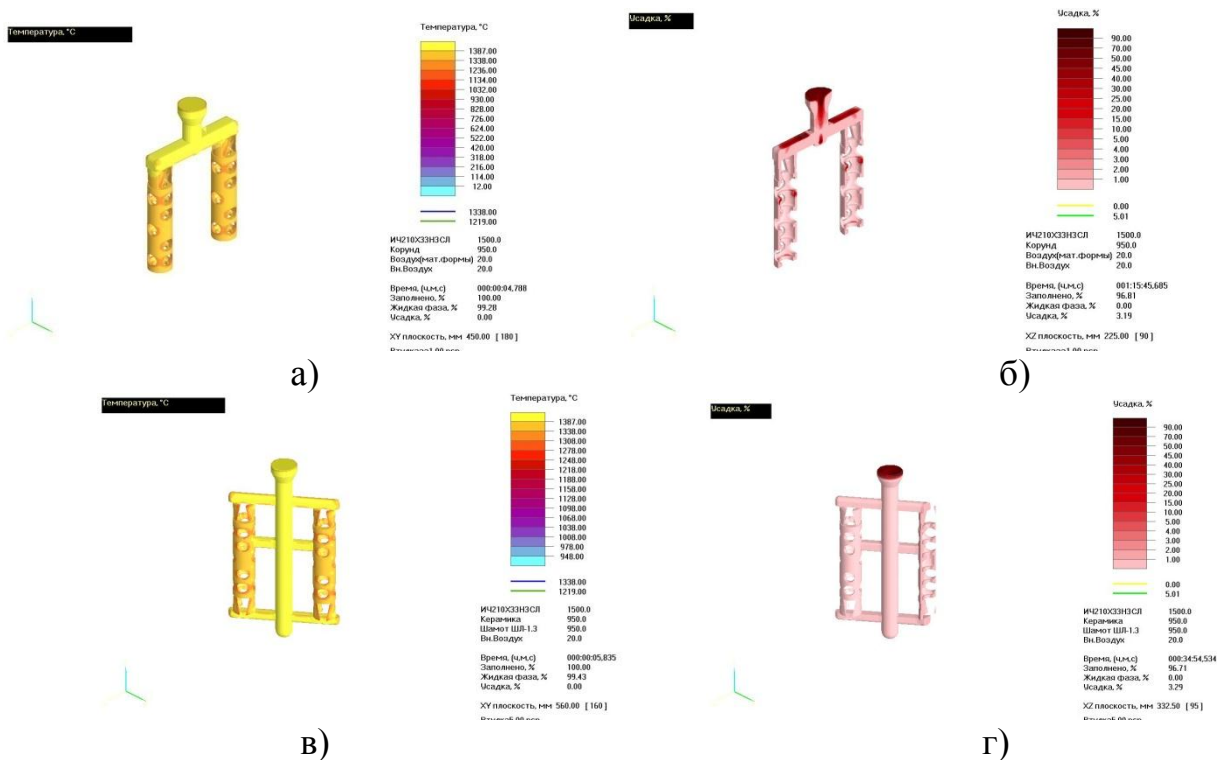 Температура, °С
Температура, °С
1387.00
1338.00
1236.00
1134.00
1032.00
930.00
828.00
726.00
624.00
522.00
420.00
318.00
216.00
114.00
12.00
1338.00
1219.00
ИЧ210Х33Н3СЛ 1500.0
Корунд 950.0
Воздух(мат.формы) 20.0
Вн.Воздух 20.0
Время, (ч,м,с) 000:00:04,788
Заполнено, % 100.00
Жидкая фаза, % 99.28
Усадка, % 0.00
XY плоскость, мм 450.00 [ 180 ]
а)
Усадка, %
Усадка, %
90.00
70.00
50.00
45.00
40.00
30.00
25.00
20.00
15.00
10.00
5.00
4.00
3.00
2.00
1.00
0.00
5.01
ИЧ210Х33Н3СЛ 1500.0
Корунд 950.0
Воздух(мат.формы) 20.0
Вн.Воздух 20.0
Время, (ч,м,с) 001:15:45,685
Заполнено, % 96.81
Жидкая фаза, % 0.00
Усадка, % 3.19
XZ плоскость, мм 225.00 [ 90 ]
б)
Температура, °С
Температура, °С
1387.00
1338.00
1308.00
1278.00
1248.00
1218.00
1188.00
1158.00
1128.00
1098.00
1068.00
1038.00
1008.00
978.00
948.00
1338.00
1219.00
ИЧ210Х33Н3СЛ 1500.0
Керамика 950.0
Шамот ШЛ-1.3 950.0
Вн.Воздух 20.0
Время, (ч,м,с) 000:00:05,835
Заполнено, % 100.00
Жидкая фаза, % 99.43
Усадка, % 0.00
XY плоскость, мм 560.00 [ 160 ]
в)
Усадка, %
Усадка, %
90.00
70.00
50.00
45.00
40.00
30.00
25.00
20.00
15.00
10.00
5.00
4.00
3.00
2.00
1.00
0.00
5.01
ИЧ210Х33Н3СЛ 1500.0
Керамика 950.0
Шамот ШЛ-1.3 950.0
Вн.Воздух 20.0
Время, (ч,м,с) 000:34:54,534
Заполнено, % 96.71
Жидкая фаза, % 0.00
Усадка, % 3.29
XZ плоскость, мм 332.50 [ 95 ]
г)